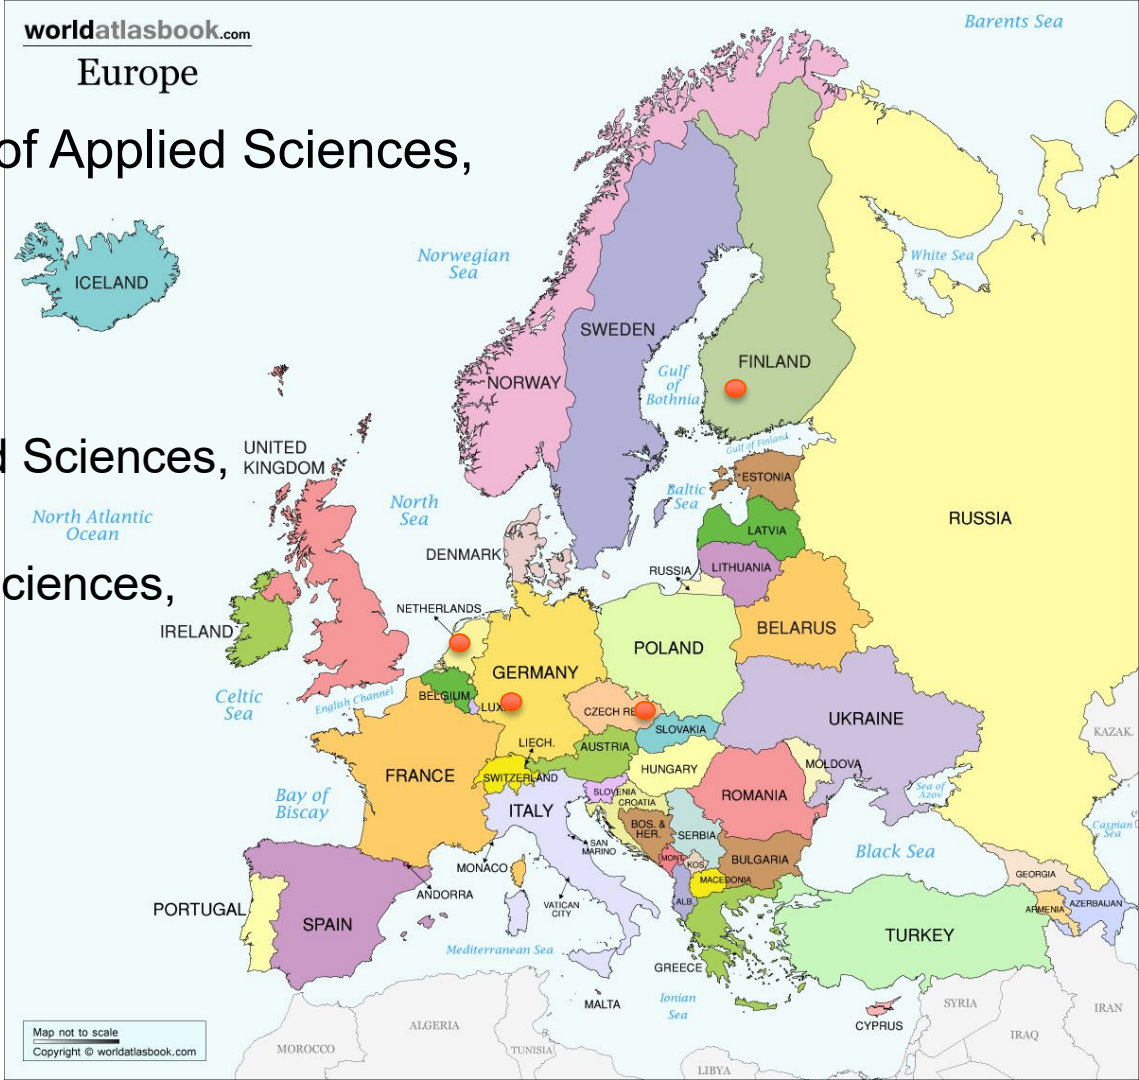 worldatlasbook.com
Europe
Barents Sea
of Applied Sciences,
ICELAND
Norwegian
Sea
White Sea
SWEDEN
FINLAND
NORWAY
Gulf
of
Bothnia
Gulf of Finland
d Sciences,
UNITED
KINGDOM
ESTONIA
Baltic
Sea
North
Sea
North Atlantic
Ocean
RUSSIA
LATVIA
DENMARK
RUSSIA
LITHUANIA
ciences,
NETHERLANDS
IRELAND
BELARUS
POLAND
GERMANY
Celtic
Sea
English Channel
BELGIUM
LUX.
CZECH RE
SLOVAKIA
UKRAINE
KAZAK.
LIECH.
AUSTRIA
FRANCE
SWITZERLAND
HUNGARY
MOLDOVA
SLOVENIA
CROATIA
ROMANIA
Sea of
Azov
Bay of
Biscay
ITALY
BOS. &
HER.
SERBIA
Caspian
Sea
SAN
MARINO
MONT.
KOS.
BULGARIA
Black Sea
MONACO
MACEDONIA
GEORGIA
ANDORRA
ALB.
ARMENIA
AZERBAIJAN
PORTUGAL
SPAIN
VATICAN
CITY
TURKEY
Mediterranean Sea
GREECE
MALTA
Ionian
Sea
CYPRUS
SYRIA
IRAN
IRAQ
ALGERIA
MOROCCO
TUNISIA
LIBYA
Map not to scale
Copyright © worldatlasbook.com